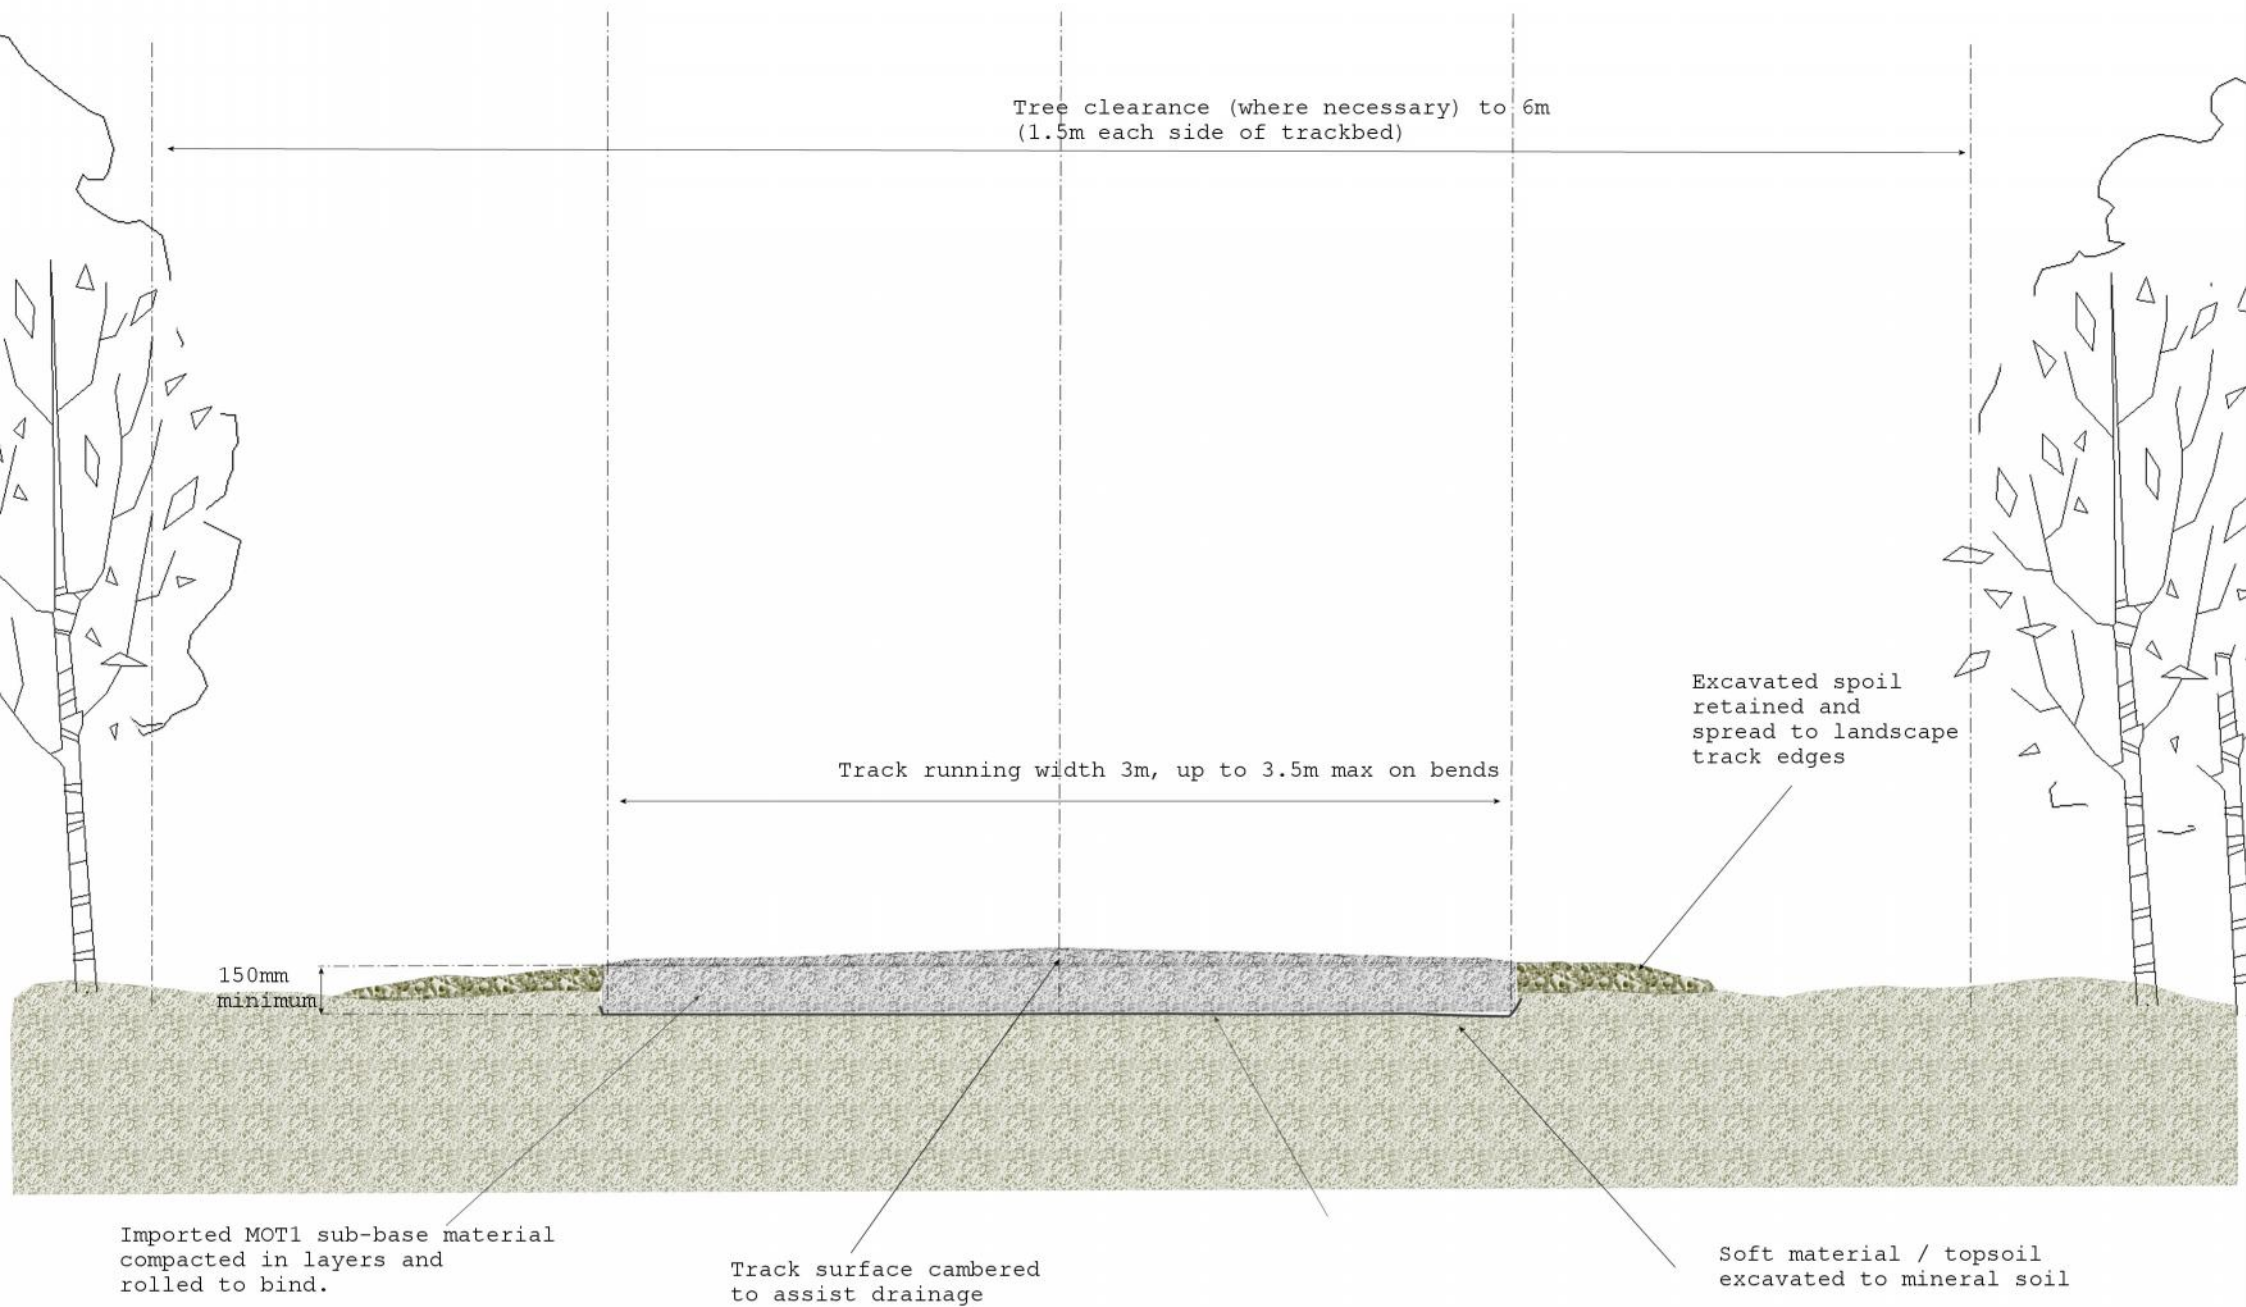 Tree clearance (where necessary) to 6m
(1.5m each side of trackbed)
Excavated spoil
retained and
spread to landscape
track edges
Track running width 3m, up to 3.5m max on bends
150mm
minimum
Imported MOT1 sub-base material
compacted in layers and
rolled to bind.
Track surface cambered
to assist drainage
Soft material / topsoil
excavated to mineral soil